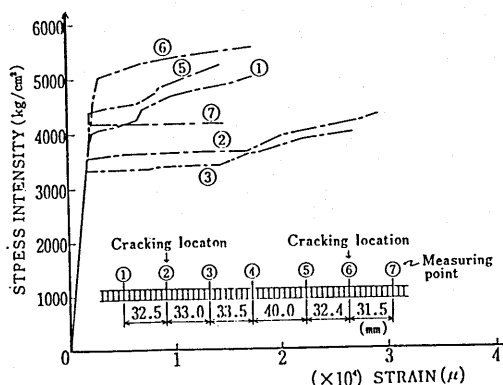 STPESS INTENSITY (kg/cm²)
6000
5000
4000
3000
2000
1000
0
⑥
⑤
①
⑦
②
③
Cracking locaton
Cracking location
① ② ③ ④ ⑤ ⑥ ⑦
Measuring point
32.5 33.0 33.5 40.0 32.4 31.5
(mm)
1 2 3 4
(×10⁴) STRAIN (μ)